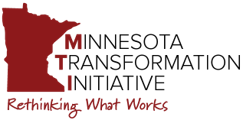 MINNESOTA
TRANSFORMATION
INITIATIVE
Rethinking What Works